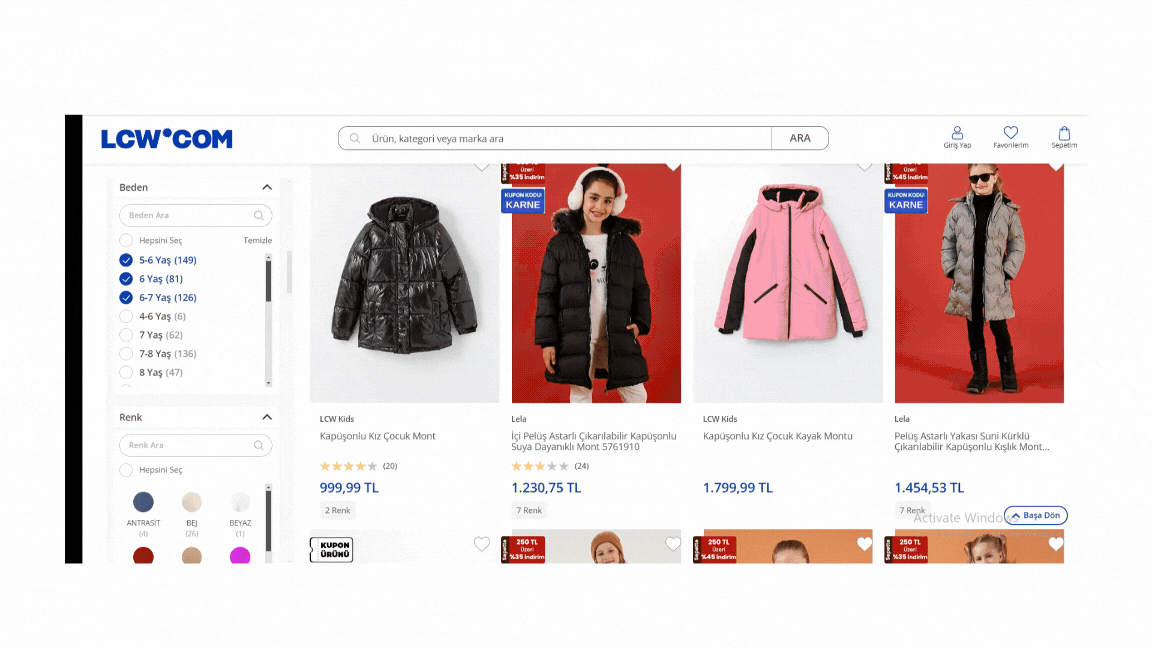 LCW•COM
Ürün, kategori veya marka ara
ARA
Giriş Yap
Favorilerim
Sepetim
Beden
Beden Ara
Hepsini Seç
Temizle
5-6 Yaş (149)
6 Yaş (81)
6-7 Yaş (126)
4-6 Yaş (6)
7 Yaş (62)
7-8 Yaş (136)
8 Yaş (47)
Renk
Renk Ara
Hepsini Seç
ANTRASİT
(4)
BEJ
(26)
BEYAZ
(1)
Üzeri
%35 İndirim
KUPON KODU:
KARNE
Üzeri
%45 İndirim
KUPON KODU:
KARNE
LCW Kids
Kapüşonlu Kız Çocuk Mont
(20)
999,99 TL
2 Renk
Lela
İçi Pelüş Astarlı Çıkarılabilir Kapüşonlu
Suya Dayanıklı Mont 5761910
(24)
1.230,75 TL
7 Renk
LCW Kids
Kapüşonlu Kız Çocuk Kayak Montu
1.799,99 TL
Lela
Pelüş Astarlı Yakası Suni Kürklü
Çıkarılabilir Kapüşonlu Kışlık Mont...
1.454,53 TL
7 Renk
Activate Windows
Başa Dön
KUPON
ÜRÜNÜ
Sepette
250 TL
Üzeri
%35 İndirim
Sepette
250 TL
Üzeri
%45 İndirim
Sepette
250 TL
Üzeri
%35 İndirim